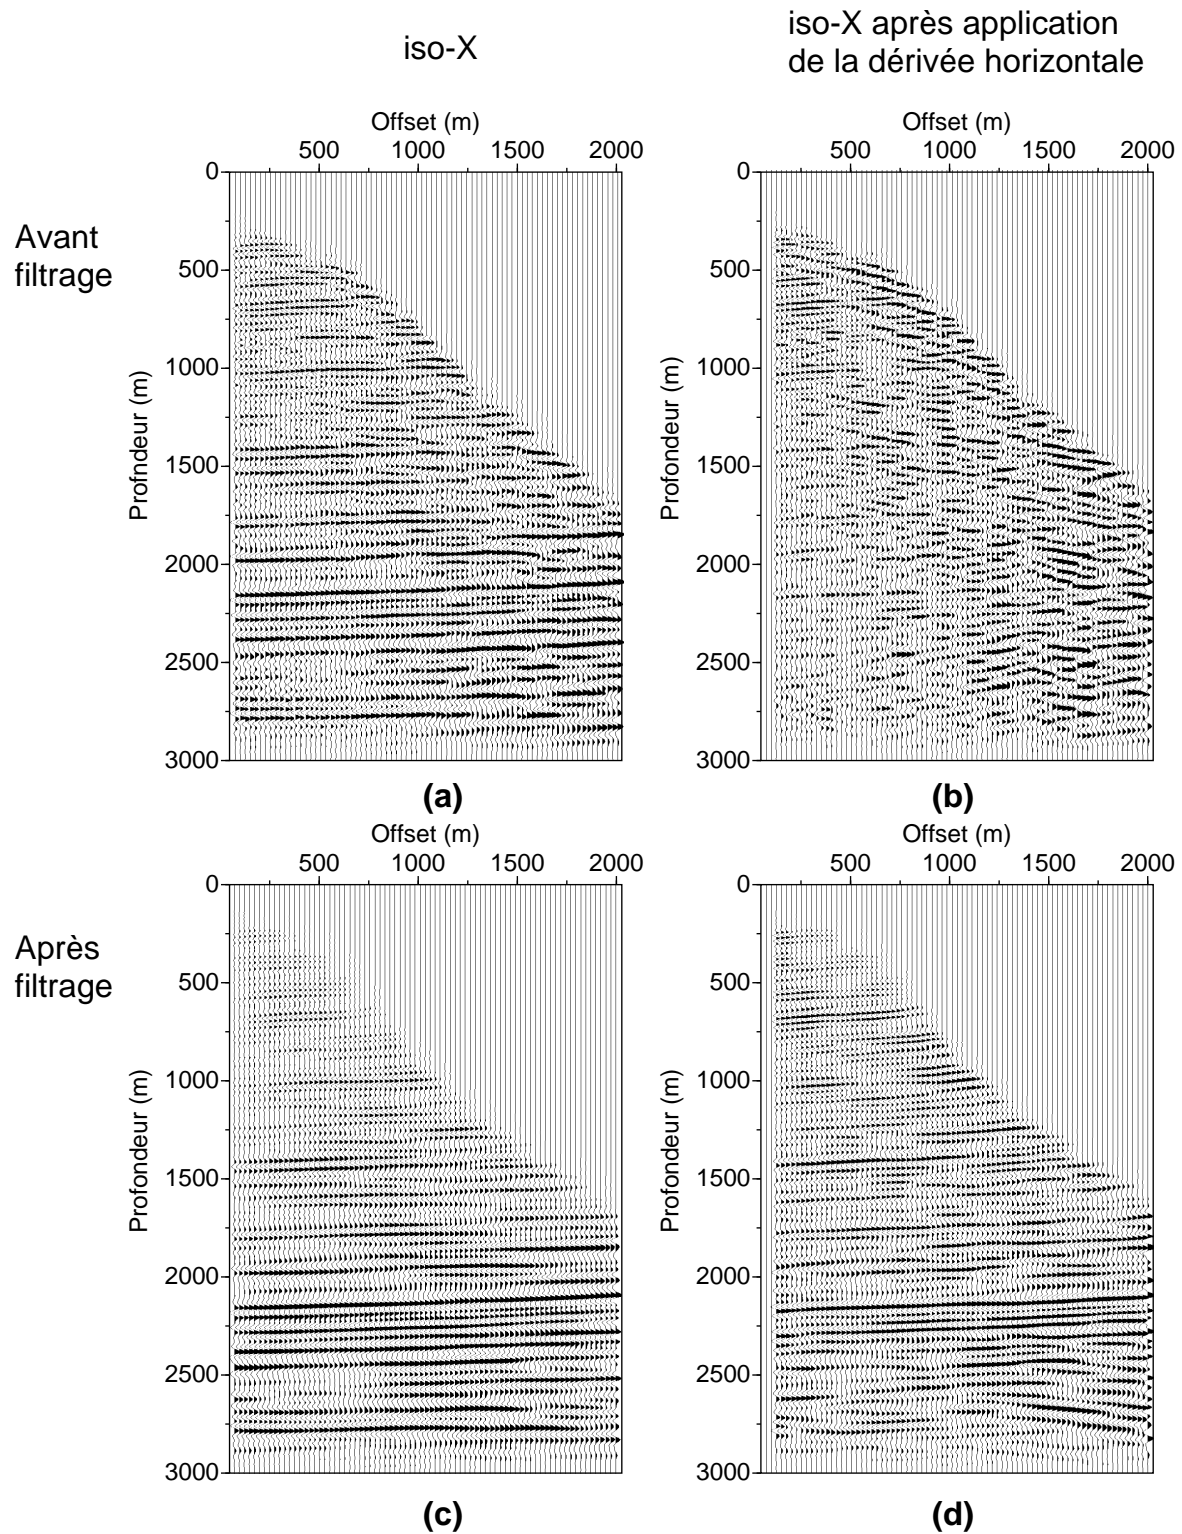 iso-X
iso-X après application
de la dérivée horizontale
Avant
filtrage
Offset (m)
500 1000 1500 2000
0
500
1000
1500
2000
2500
3000
Profondeur (m)
(a)
Offset (m)
500 1000 1500 2000
0
500
1000
1500
2000
2500
3000
Profondeur (m)
(b)
Après
filtrage
Offset (m)
500 1000 1500 2000
0
500
1000
1500
2000
2500
3000
Profondeur (m)
(c)
Offset (m)
500 1000 1500 2000
0
500
1000
1500
2000
2500
3000
Profondeur (m)
(d)